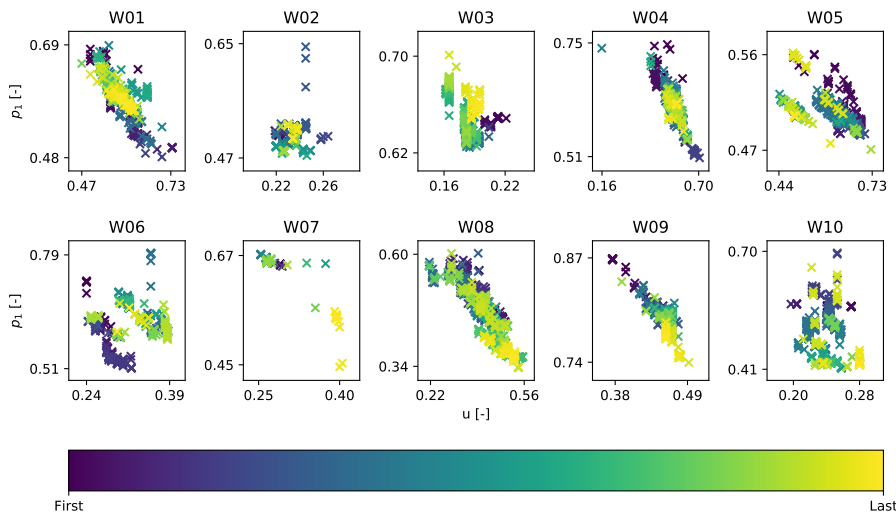 W01 W02 W03 W04 W05
0.69 0.65 0.70 0.75 0.56
p₁ [-]
0.48 0.47 0.62 0.51 0.47
0.47 0.73 0.22 0.26 0.16 0.22 0.16 0.70 0.44 0.73
W06 W07 W08 W09 W10
0.79 0.67 0.60 0.87 0.70
p₁ [-]
0.51 0.45 0.34 0.74 0.41
0.24 0.39 0.25 0.40 0.22 0.56 0.38 0.49 0.20 0.28
u [-]
First Last